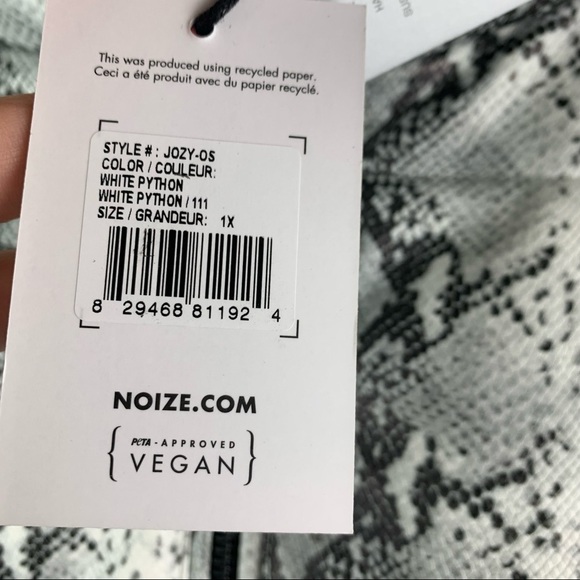 This was produced using recycled paper.
Ceci a été produit avec du papier recyclé.
STYLE # : JOZY-OS
COLOR / COULEUR:
WHITE PYTHON
WHITE PYTHON / 111
SIZE / GRANDEUR: 1X
8 29468 81192 4
NOIZE.COM
PETA - APPROVED
VEGAN